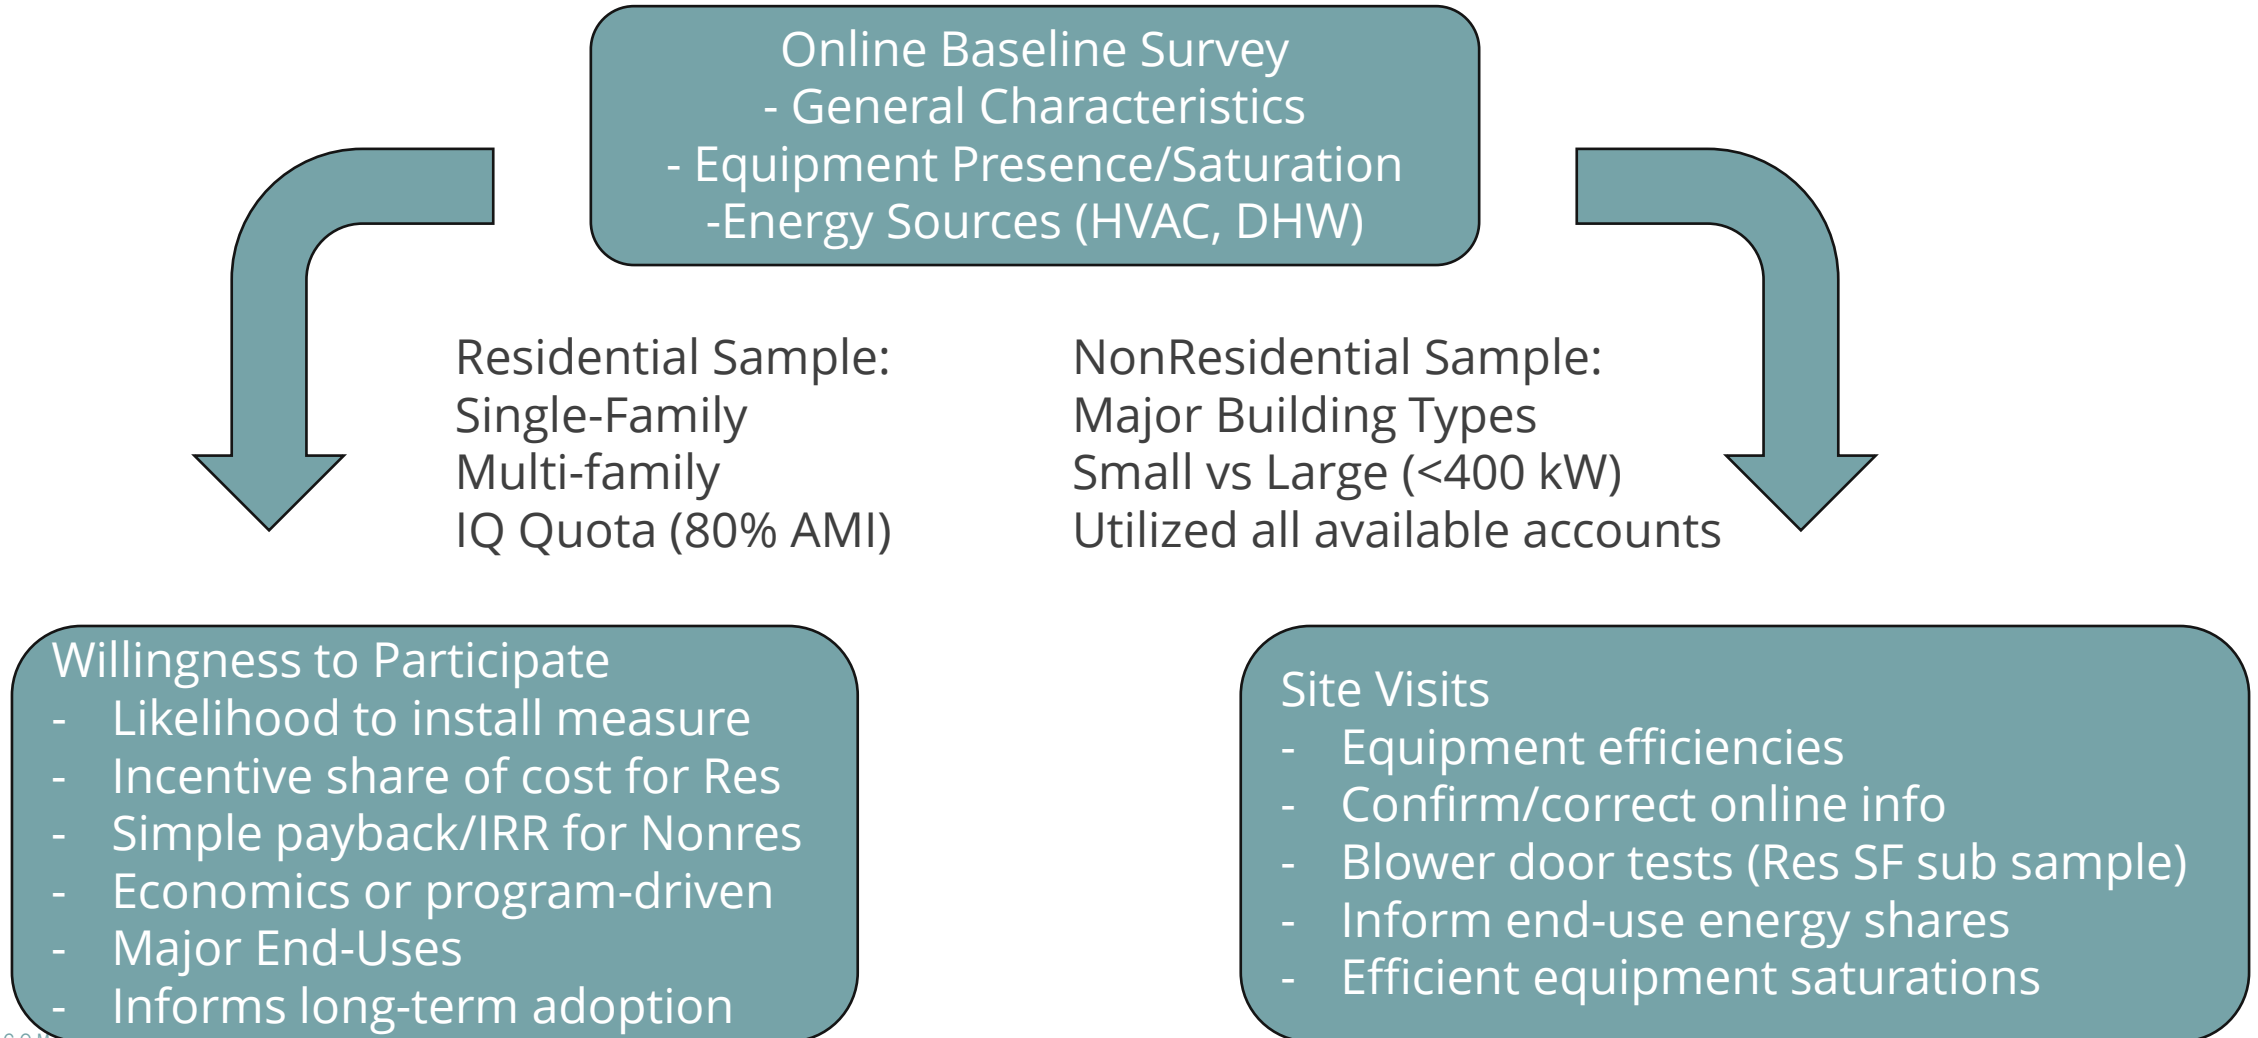 Online Baseline Survey
- General Characteristics
- Equipment Presence/Saturation
-Energy Sources (HVAC, DHW)
Residential Sample:
Single-Family
Multi-family
IQ Quota (80% AMI)
NonResidential Sample:
Major Building Types
Small vs Large (<400 kW)
Utilized all available accounts
Willingness to Participate
- Likelihood to install measure
- Incentive share of cost for Res
- Simple payback/IRR for Nonres
- Economics or program-driven
- Major End-Uses
- Informs long-term adoption
Site Visits
- Equipment efficiencies
- Confirm/correct online info
- Blower door tests (Res SF sub sample)
- Inform end-use energy shares
- Efficient equipment saturations